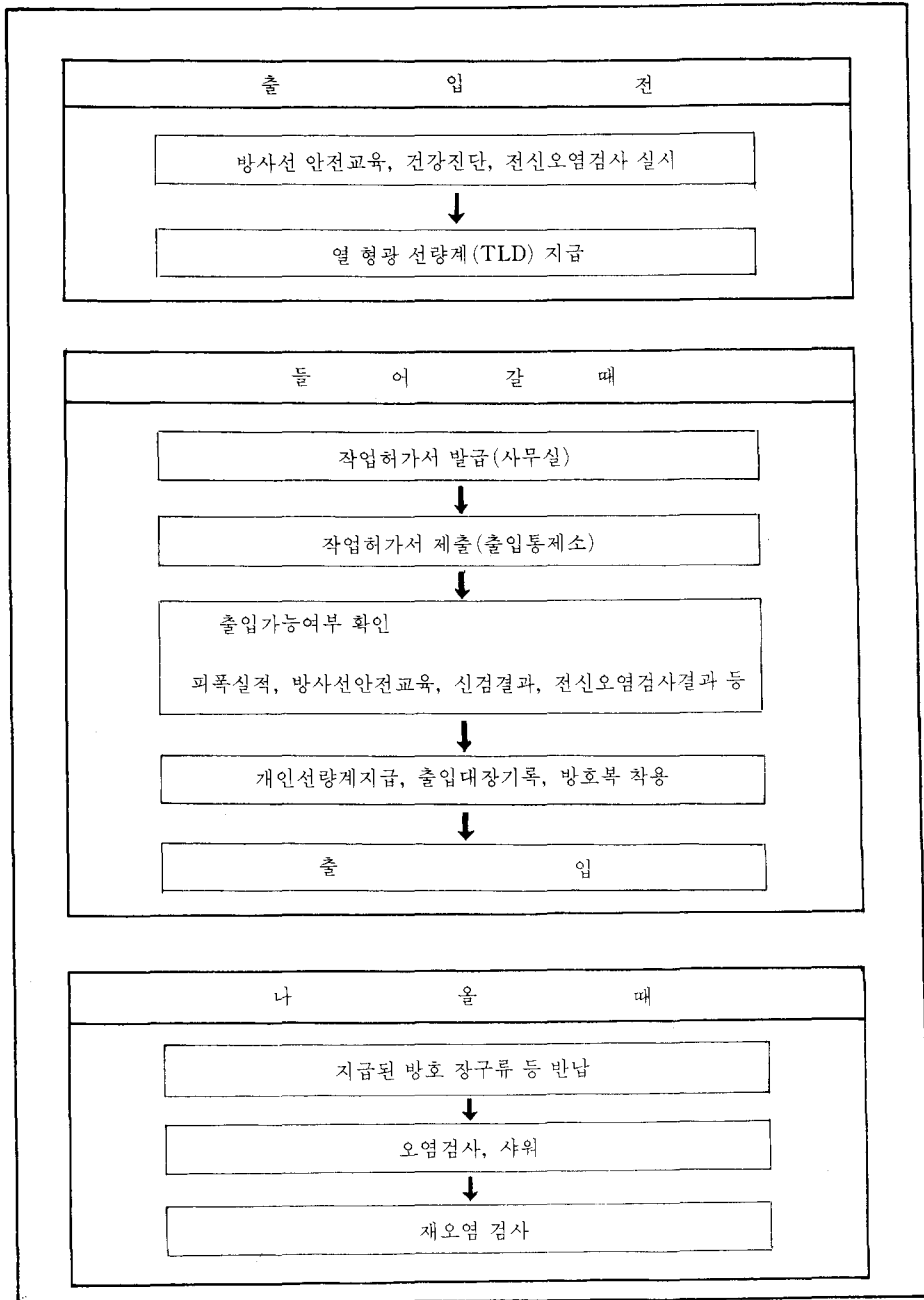 출 입 전
방사선 안전교육, 건강진단, 전신오염검사 실시
열 형광 선량계(TLD) 지급
들 어 갈 때
작업허가서 발급(사무실)
작업허가서 제출(출입통제소)
출입가능여부 확인
피폭실적, 방사선안전교육, 신검결과, 전신오염검사결과 등
개인선량계지급, 출입대장기록, 방호복 착용
출 입
나 올 때
지급된 방호 장구류 등 반납
오염검사, 샤워
재오염 검사